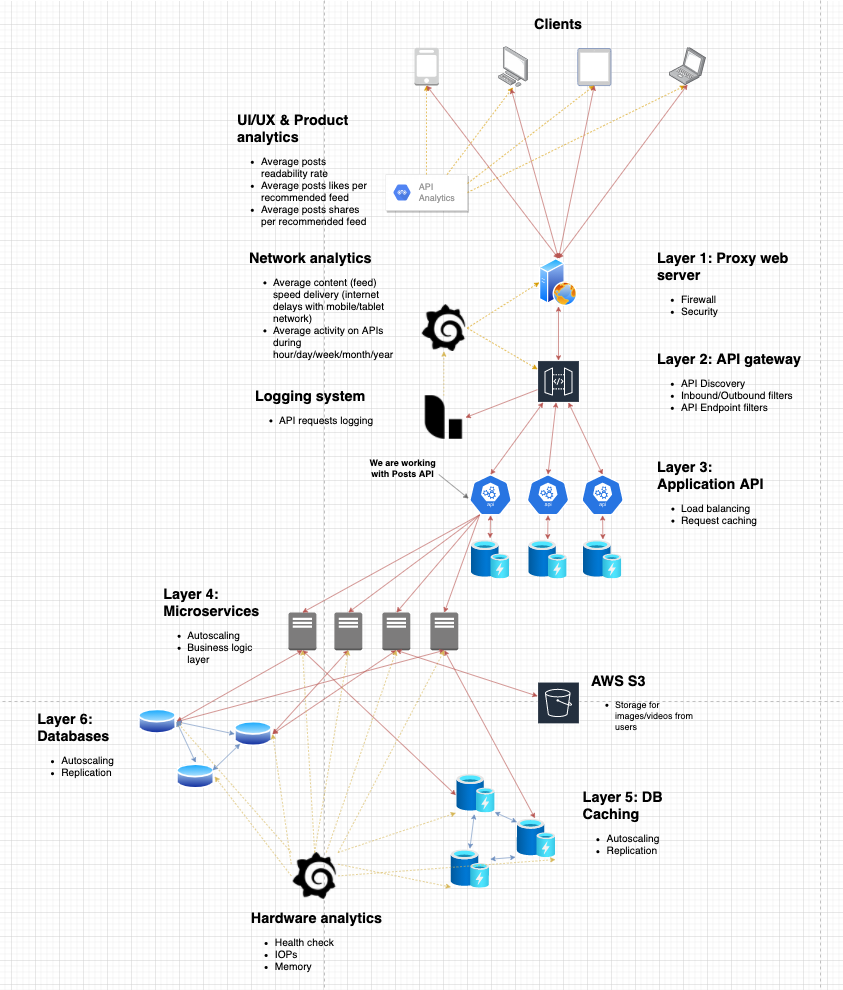 Clients
UI/UX & Product
analytics
• Average posts
readability rate
• Average posts likes per
recommended feed
• Average posts shares
per recommended feed
API
Analytics
Network analytics
• Average content (feed)
speed delivery (internet
delays with mobile/tablet
network)
• Average activity on APIs
during
hour/day/week/month/year
Layer 1: Proxy web
server
• Firewall
• Security
Layer 2: API gateway
• API Discovery
• Inbound/Outbound filters
• API Endpoint filters
Logging system
• API requests logging
We are working
with Posts API
api
api
api
Layer 3:
Application API
• Load balancing
• Request caching
Layer 4:
Microservices
• Autoscaling
• Business logic
layer
AWS S3
• Storage for
images/videos from
users
Layer 6:
Databases
• Autoscaling
• Replication
Layer 5: DB
Caching
• Autoscaling
• Replication
Hardware analytics
• Health check
• IOPs
• Memory